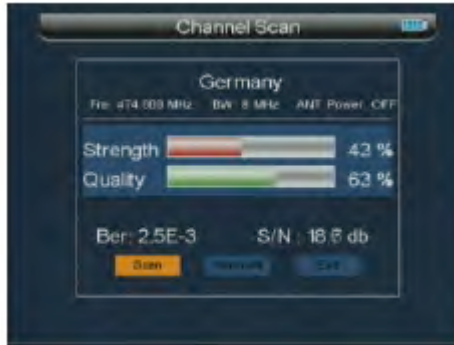 Channel Scan
Germany
Fre 474.000 MHz BW 8 MHz ANT Power OFF
Strength 43 %
Quality 63 %
Ber: 2.5E-3 S/N : 18.6 db
Scan Exit